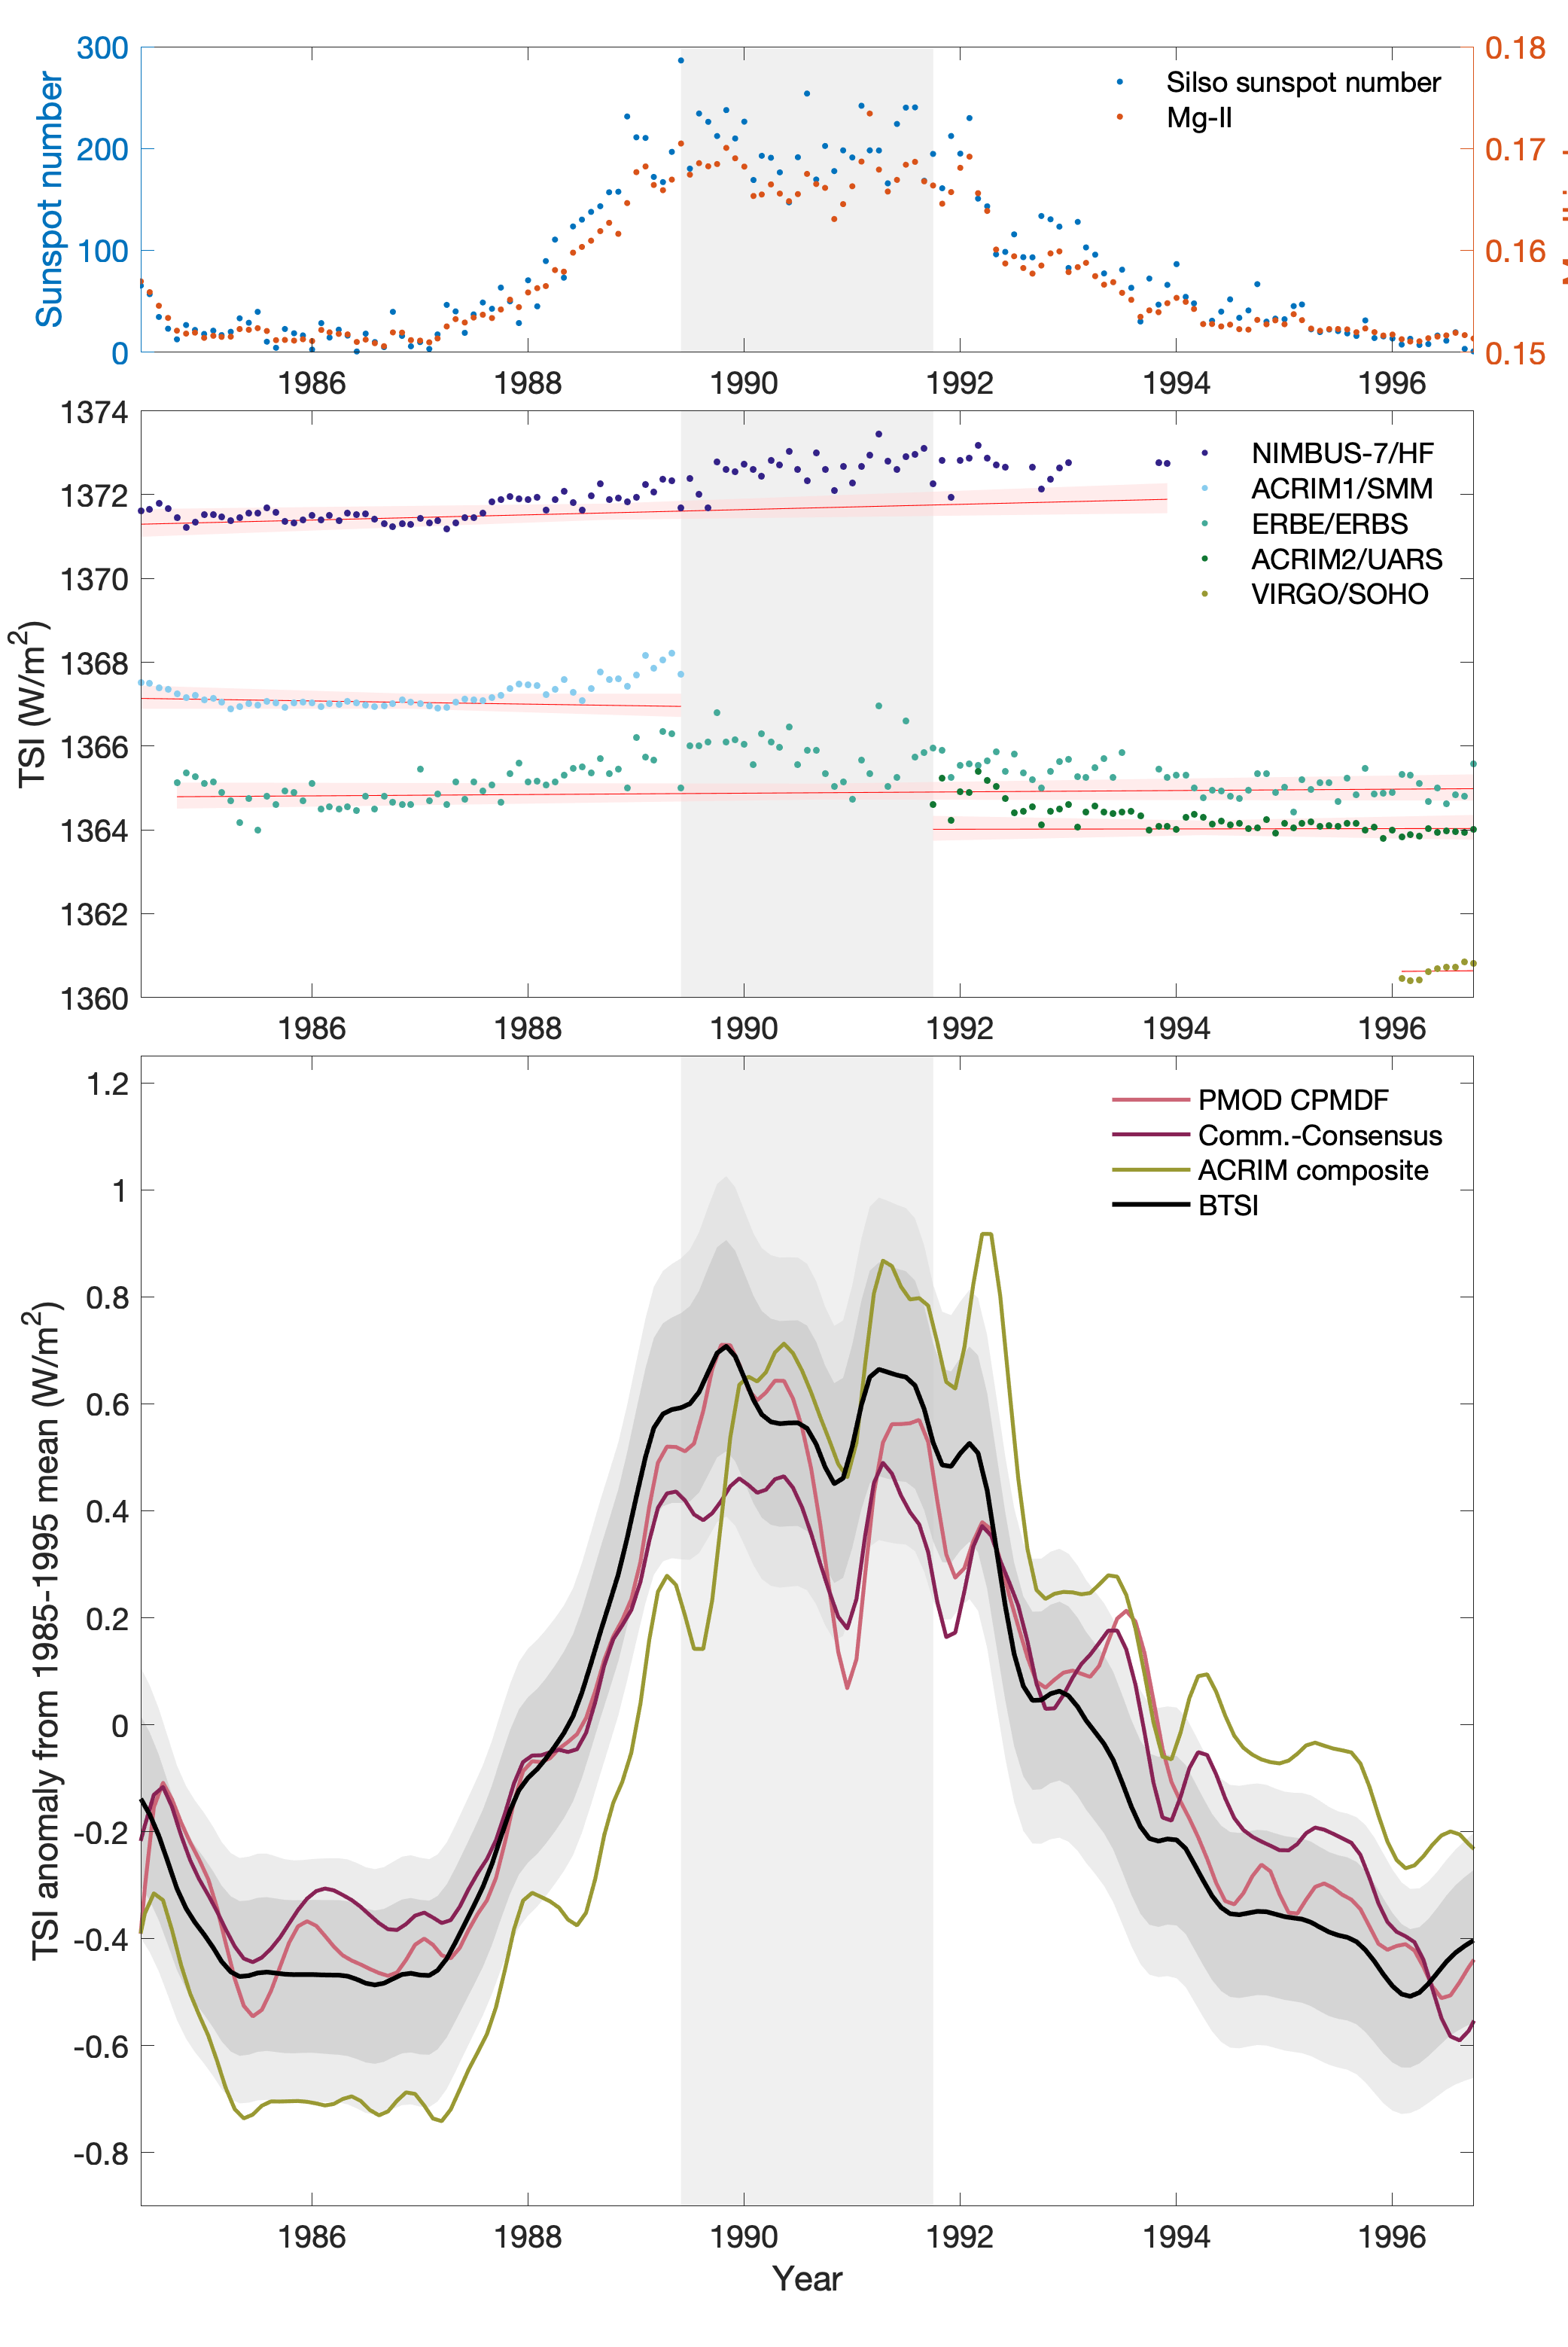 300
200
100
0
Sunspot number
0.18
0.17
0.16
0.15
Silso sunspot number
Mg-II
1986 1988 1990 1992 1994 1996
1374
1372
1370
1368
1366
1364
1362
1360
TSI (W/m²)
NIMBUS-7/HF
ACRIM1/SMM
ERBE/ERBS
ACRIM2/UARS
VIRGO/SOHO
1986 1988 1990 1992 1994 1996
1.2
1
0.8
0.6
0.4
0.2
0
-0.2
-0.4
-0.6
-0.8
TSI anomaly from 1985-1995 mean (W/m²)
PMOD CPMDF
Comm.-Consensus
ACRIM composite
BTSI
1986 1988 1990 1992 1994 1996
Year